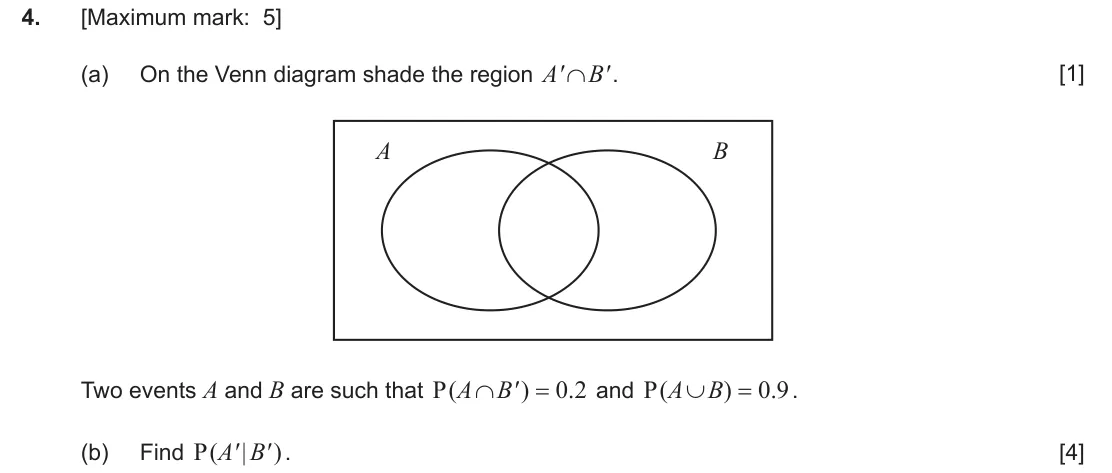 4. [Maximum mark: 5]
(a) On the Venn diagram shade the region A′∩B′. [1]
A B
Two events A and B are such that P(A∩B′) = 0.2 and P(A∪B) = 0.9.
(b) Find P(A′|B′). [4]